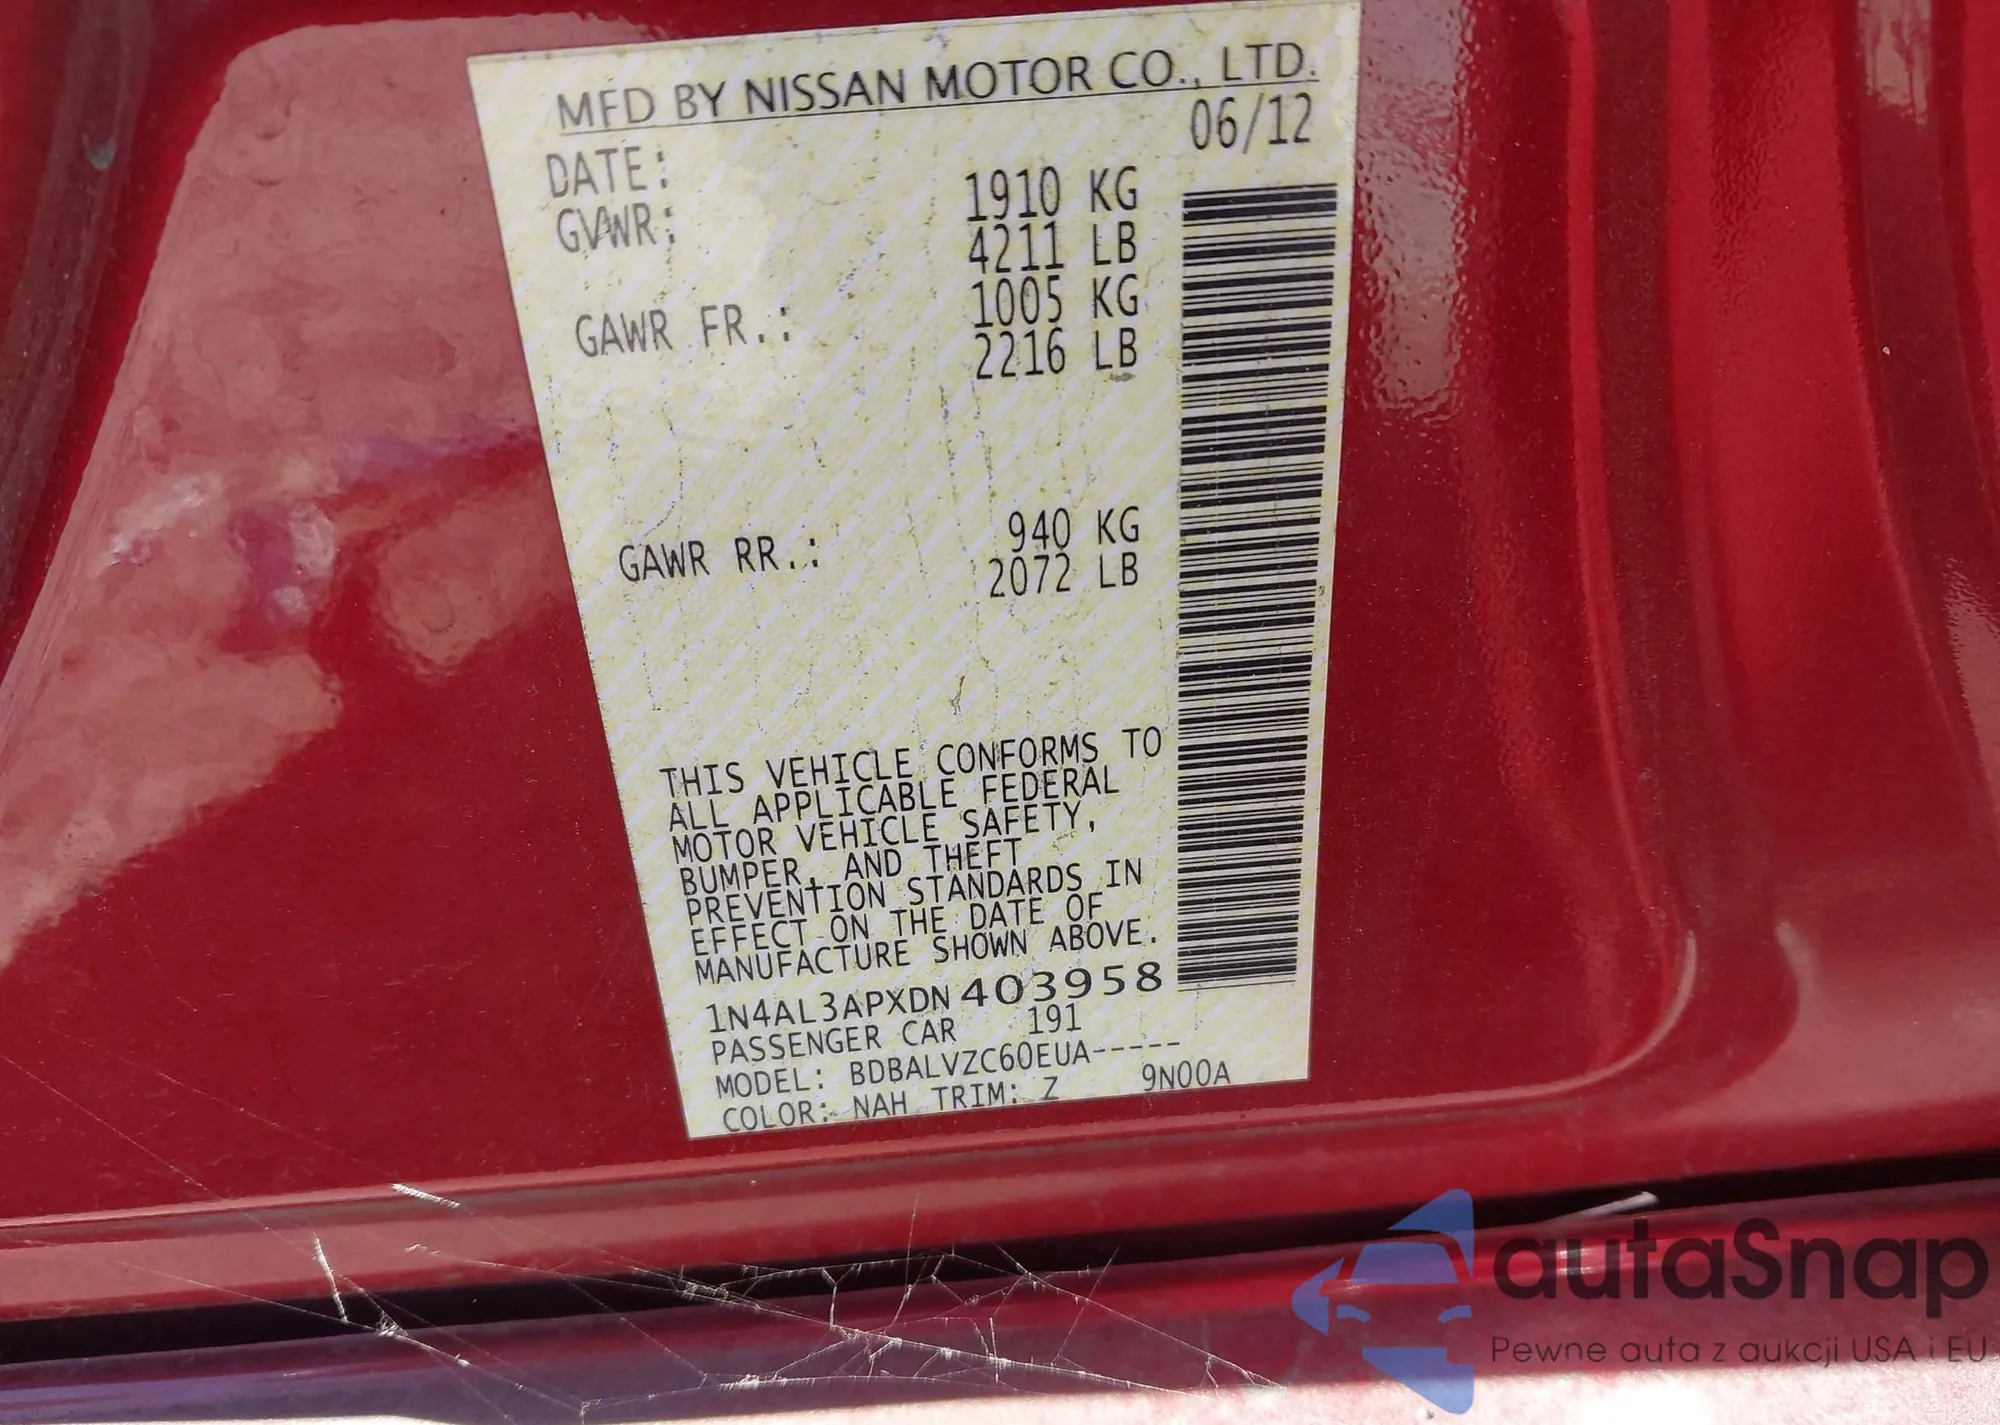 MFD BY NISSAN MOTOR CO., LTD.
DATE: 06/12
GVWR: 1910 KG
4211 LB
GAWR FR.: 1005 KG
2216 LB
GAWR RR.: 940 KG
2072 LB
THIS VEHICLE CONFORMS TO
ALL APPLICABLE FEDERAL
MOTOR VEHICLE SAFETY,
BUMPER, AND THEFT
PREVENTION STANDARDS IN
EFFECT ON THE DATE OF
MANUFACTURE SHOWN ABOVE.
1N4AL3APXDN403958
PASSENGER CAR 191
MODEL: BDBALVZC60EUA-----
COLOR: NAH TRIM: Z 9N00A
autaSnap
Pewne auta z aukcji USA i EU